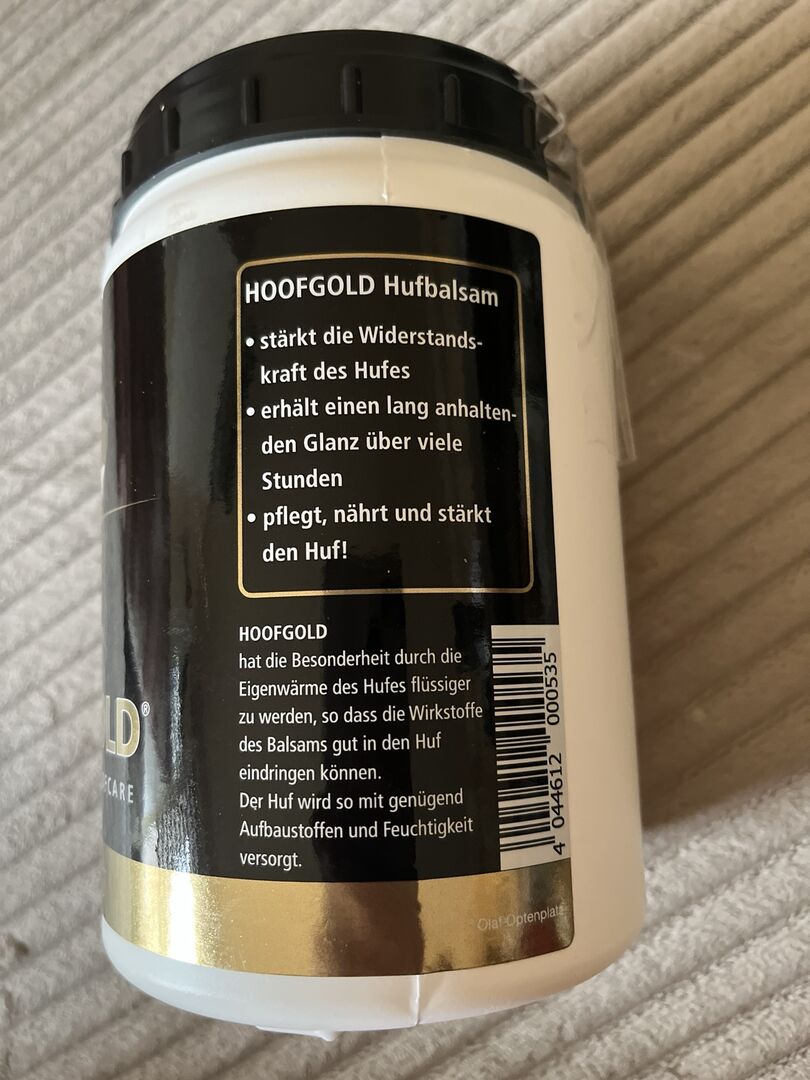 HOOFGOLD Hufbalsam
• stärkt die Widerstands-
kraft des Hufes
• erhält einen lang anhalten-
den Glanz über viele
Stunden
• pflegt, nährt und stärkt
den Huf!
HOOFGOLD
hat die Besonderheit durch die
Eigenwärme des Hufes flüssiger
zu werden, so dass die Wirkstoffe
des Balsams gut in den Huf
eindringen können.
Der Huf wird so mit genügend
Aufbaustoffen und Feuchtigkeit
versorgt.
4 044612 000535
LD®
CARE
Olaf Optenplatz